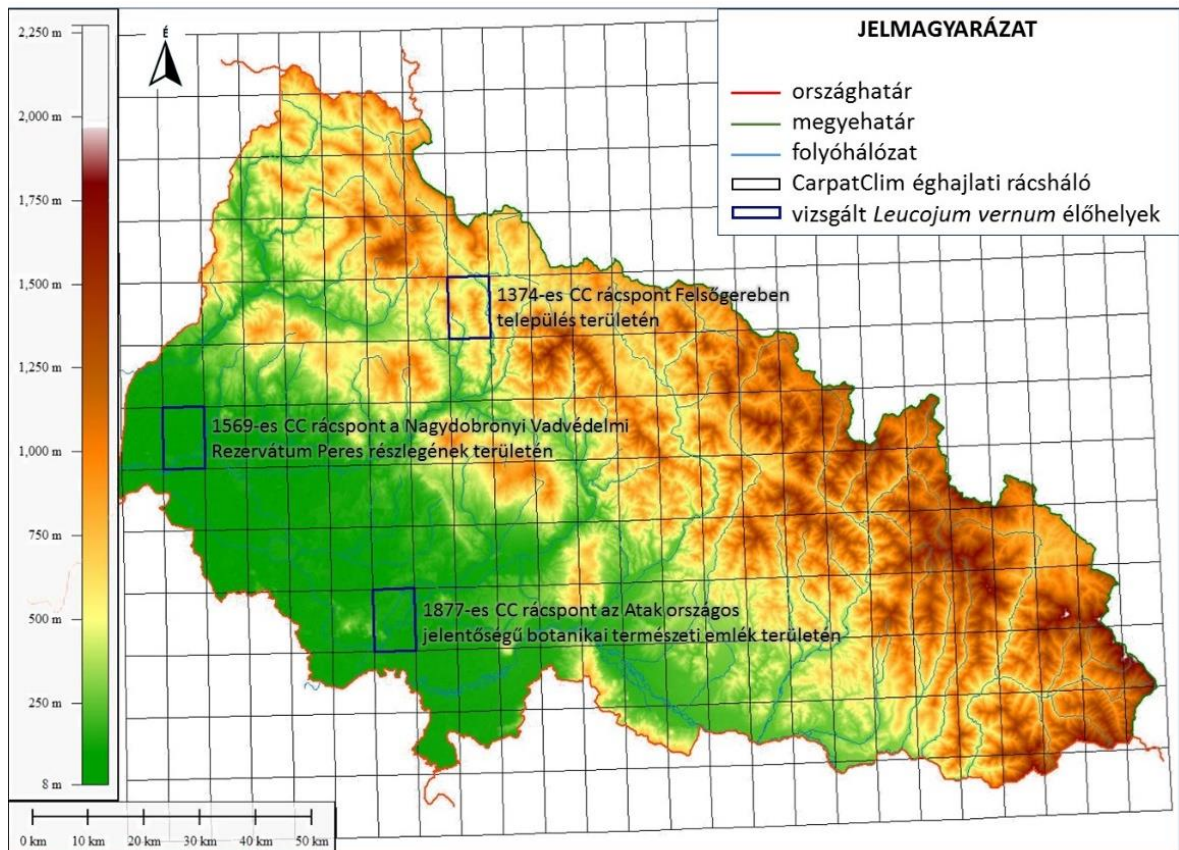 2,250 m
2,000 m
1,750 m
1,500 m
1,250 m
1,000 m
750 m
500 m
250 m
8 m
É
JELMAGYARÁZAT
országhatár
megyehatár
folyóhálózat
CarpatClim éghajlati rácsháló
vizsgált Leucojum vernum élőhelyek
1374-es CC rácspont Felsőgereben
település területén
1569-es CC rácspont a Nagydobronyi Vadvédelmi
Rezervátum Peres részlegének területén
1877-es CC rácspont az Atak országos
jelentőségű botanikai természeti emlék területén
0 km 10 km 20 km 30 km 40 km 50 km